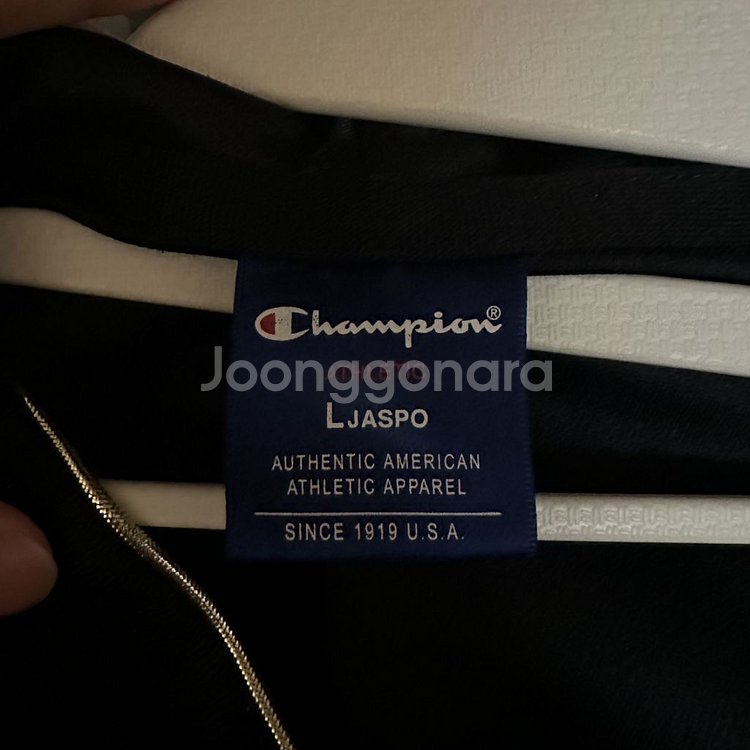 Champion®
Joonggonara
LJASPO
AUTHENTIC AMERICAN
ATHLETIC APPAREL
SINCE 1919 U.S.A.